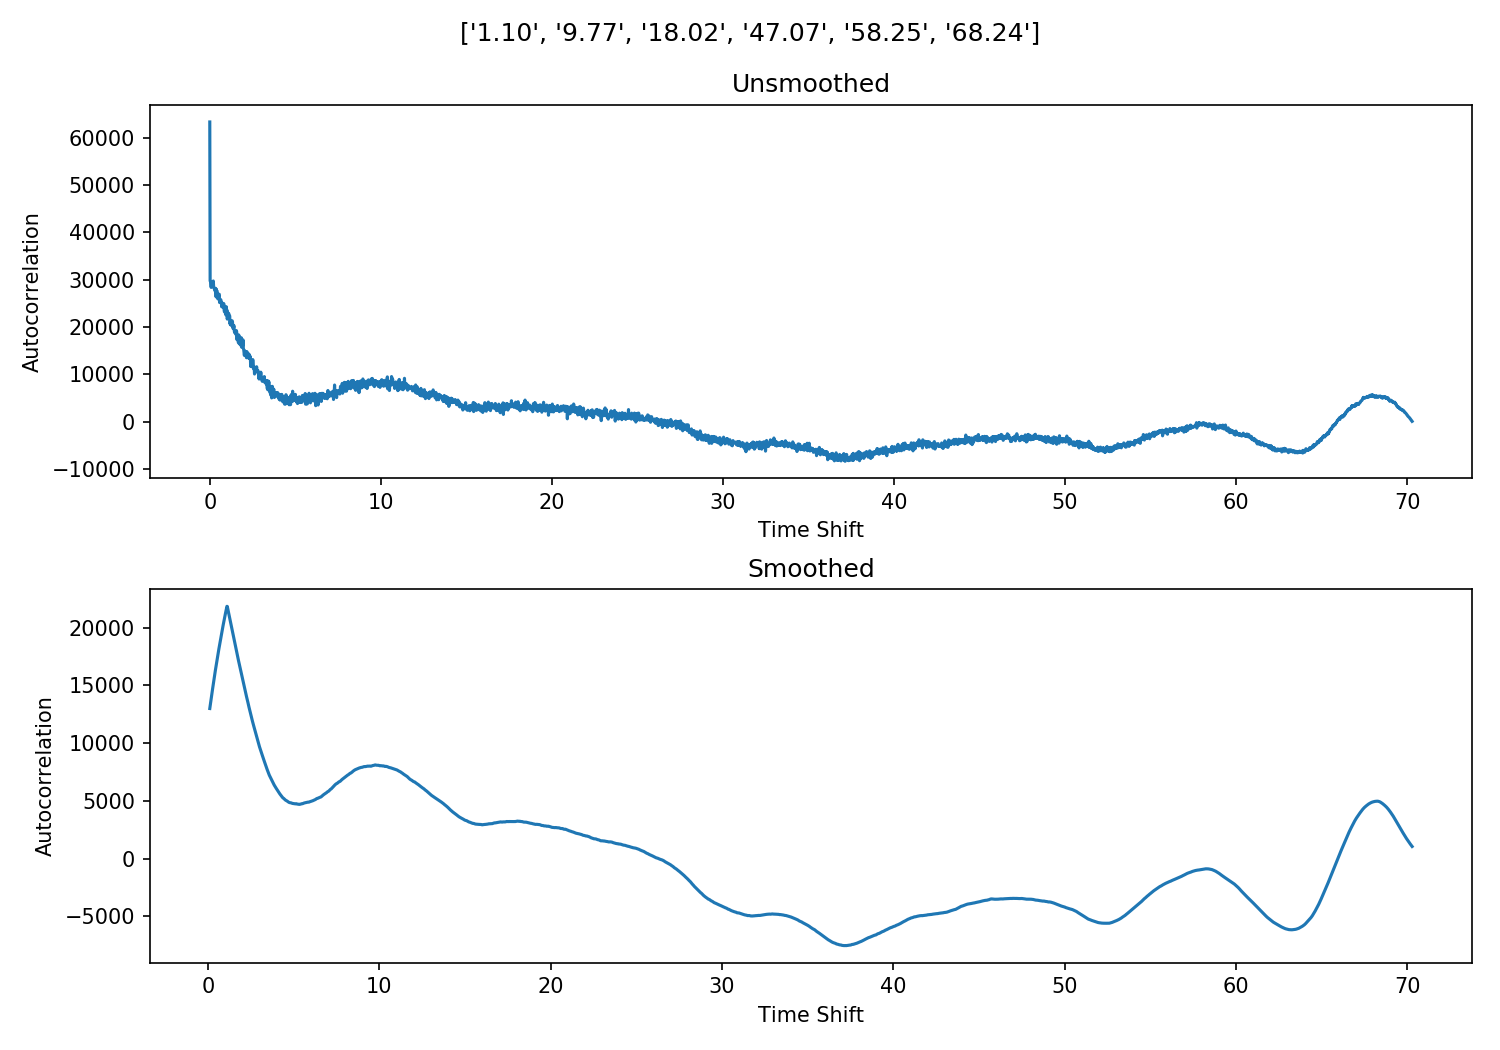 ['1.10', '9.77', '18.02', '47.07', '58.25', '68.24']
Unsmoothed
Autocorrelation
60000
50000
40000
30000
20000
10000
0
−10000
0 10 20 30 40 50 60 70
Time Shift
Smoothed
Autocorrelation
20000
15000
10000
5000
0
−5000
0 10 20 30 40 50 60 70
Time Shift